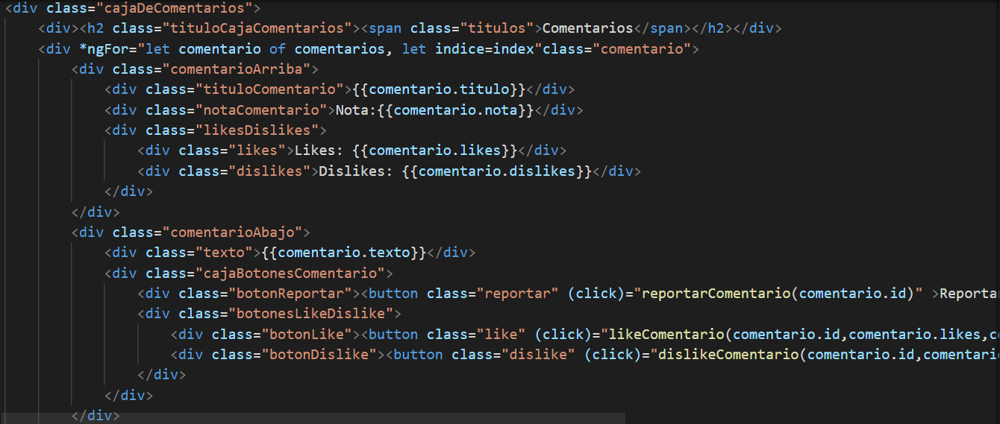 <div class="cajaDeComentarios">
<div><h2 class="tituloCajaComentarios"><span class="titulos">Comentarios</span></h2></div>
<div *ngFor="let comentario of comentarios, let indice=index"class="comentario">
<div class="comentarioArriba">
<div class="tituloComentario">{{comentario.titulo}}</div>
<div class="notaComentario">Nota:{{comentario.nota}}</div>
<div class="likesDislikes">
<div class="likes">Likes: {{comentario.likes}}</div>
<div class="dislikes">Dislikes: {{comentario.dislikes}}</div>
</div>
</div>
<div class="comentarioAbajo">
<div class="texto">{{comentario.texto}}</div>
<div class="cajaBotonesComentario">
<div class="botonReportar"><button class="reportar" (click)="reportarComentario(comentario.id)" >Reporta
<div class="botonesLikeDislike">
<div class="botonLike"><button class="like" (click)="likeComentario(comentario.id,comentario.likes,c
<div class="botonDislike"><button class="dislike" (click)="dislikeComentario(comentario.id,comentari
</div>
</div>
</div>